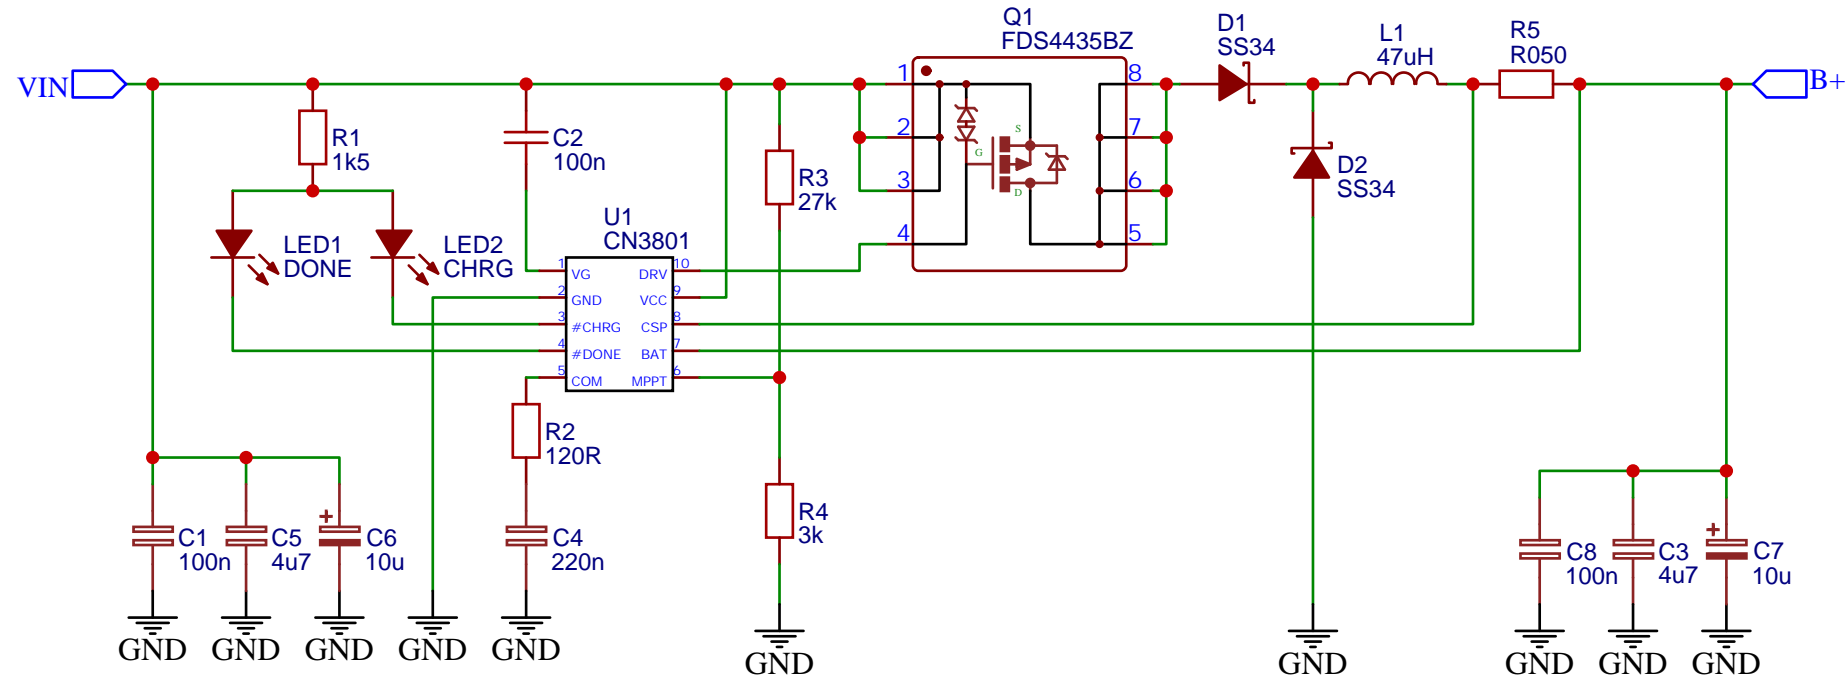 VIN
R1
1k5
LED1
DONE
LED2
CHRG
C2
100n
U1
CN3801
1
VG
2
GND
3
#CHRG
4
#DONE
5
COM
10
DRV
9
VCC
8
CSP
7
BAT
6
MPPT
R3
27k
Q1
FDS4435BZ
1
2
3
4
8
7
6
5
S
G
D
D1
SS34
D2
SS34
L1
47uH
R5
R050
B+
R2
120R
R4
3k
C1
100n
C5
4u7
+
C6
10u
C4
220n
C8
100n
C3
4u7
+
C7
10u
GND
GND
GND
GND
GND
GND
GND
GND
GND
GND